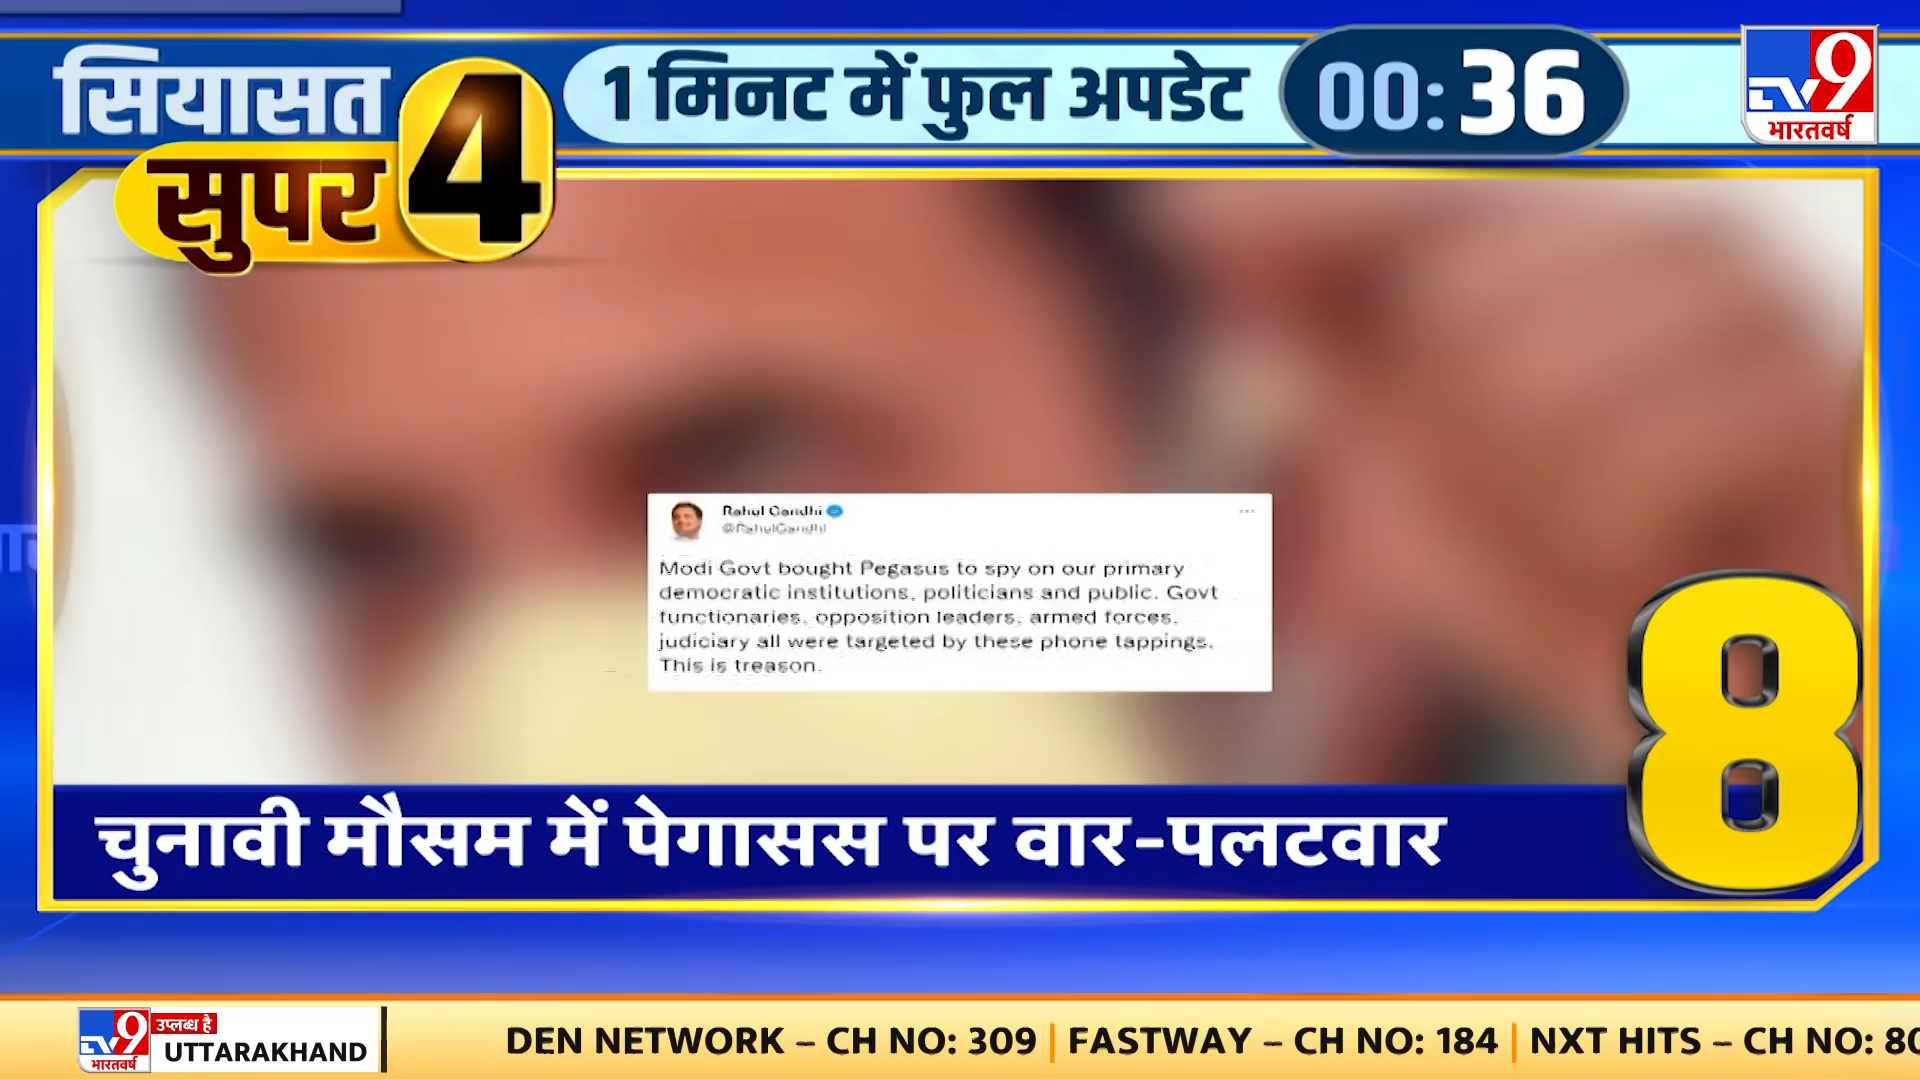 सियासत
सुपर
4
1 मिनट में फुल अपडेट
00:36
TV9
भारतवर्ष
Rahul Gandhi
@RahulGandhi
Modi Govt bought Pegasus to spy on our primary
democratic institutions, politicians and public. Govt
functionaries, opposition leaders, armed forces,
judiciary all were targeted by these phone tappings.
This is treason.
8
चुनावी मौसम में पेगासस पर वार-पलटवार
TV9
भारतवर्ष
उप्लब्ध है
UTTARAKHAND
DEN NETWORK – CH NO: 309 | FASTWAY – CH NO: 184 | NXT HITS – CH NO: 80